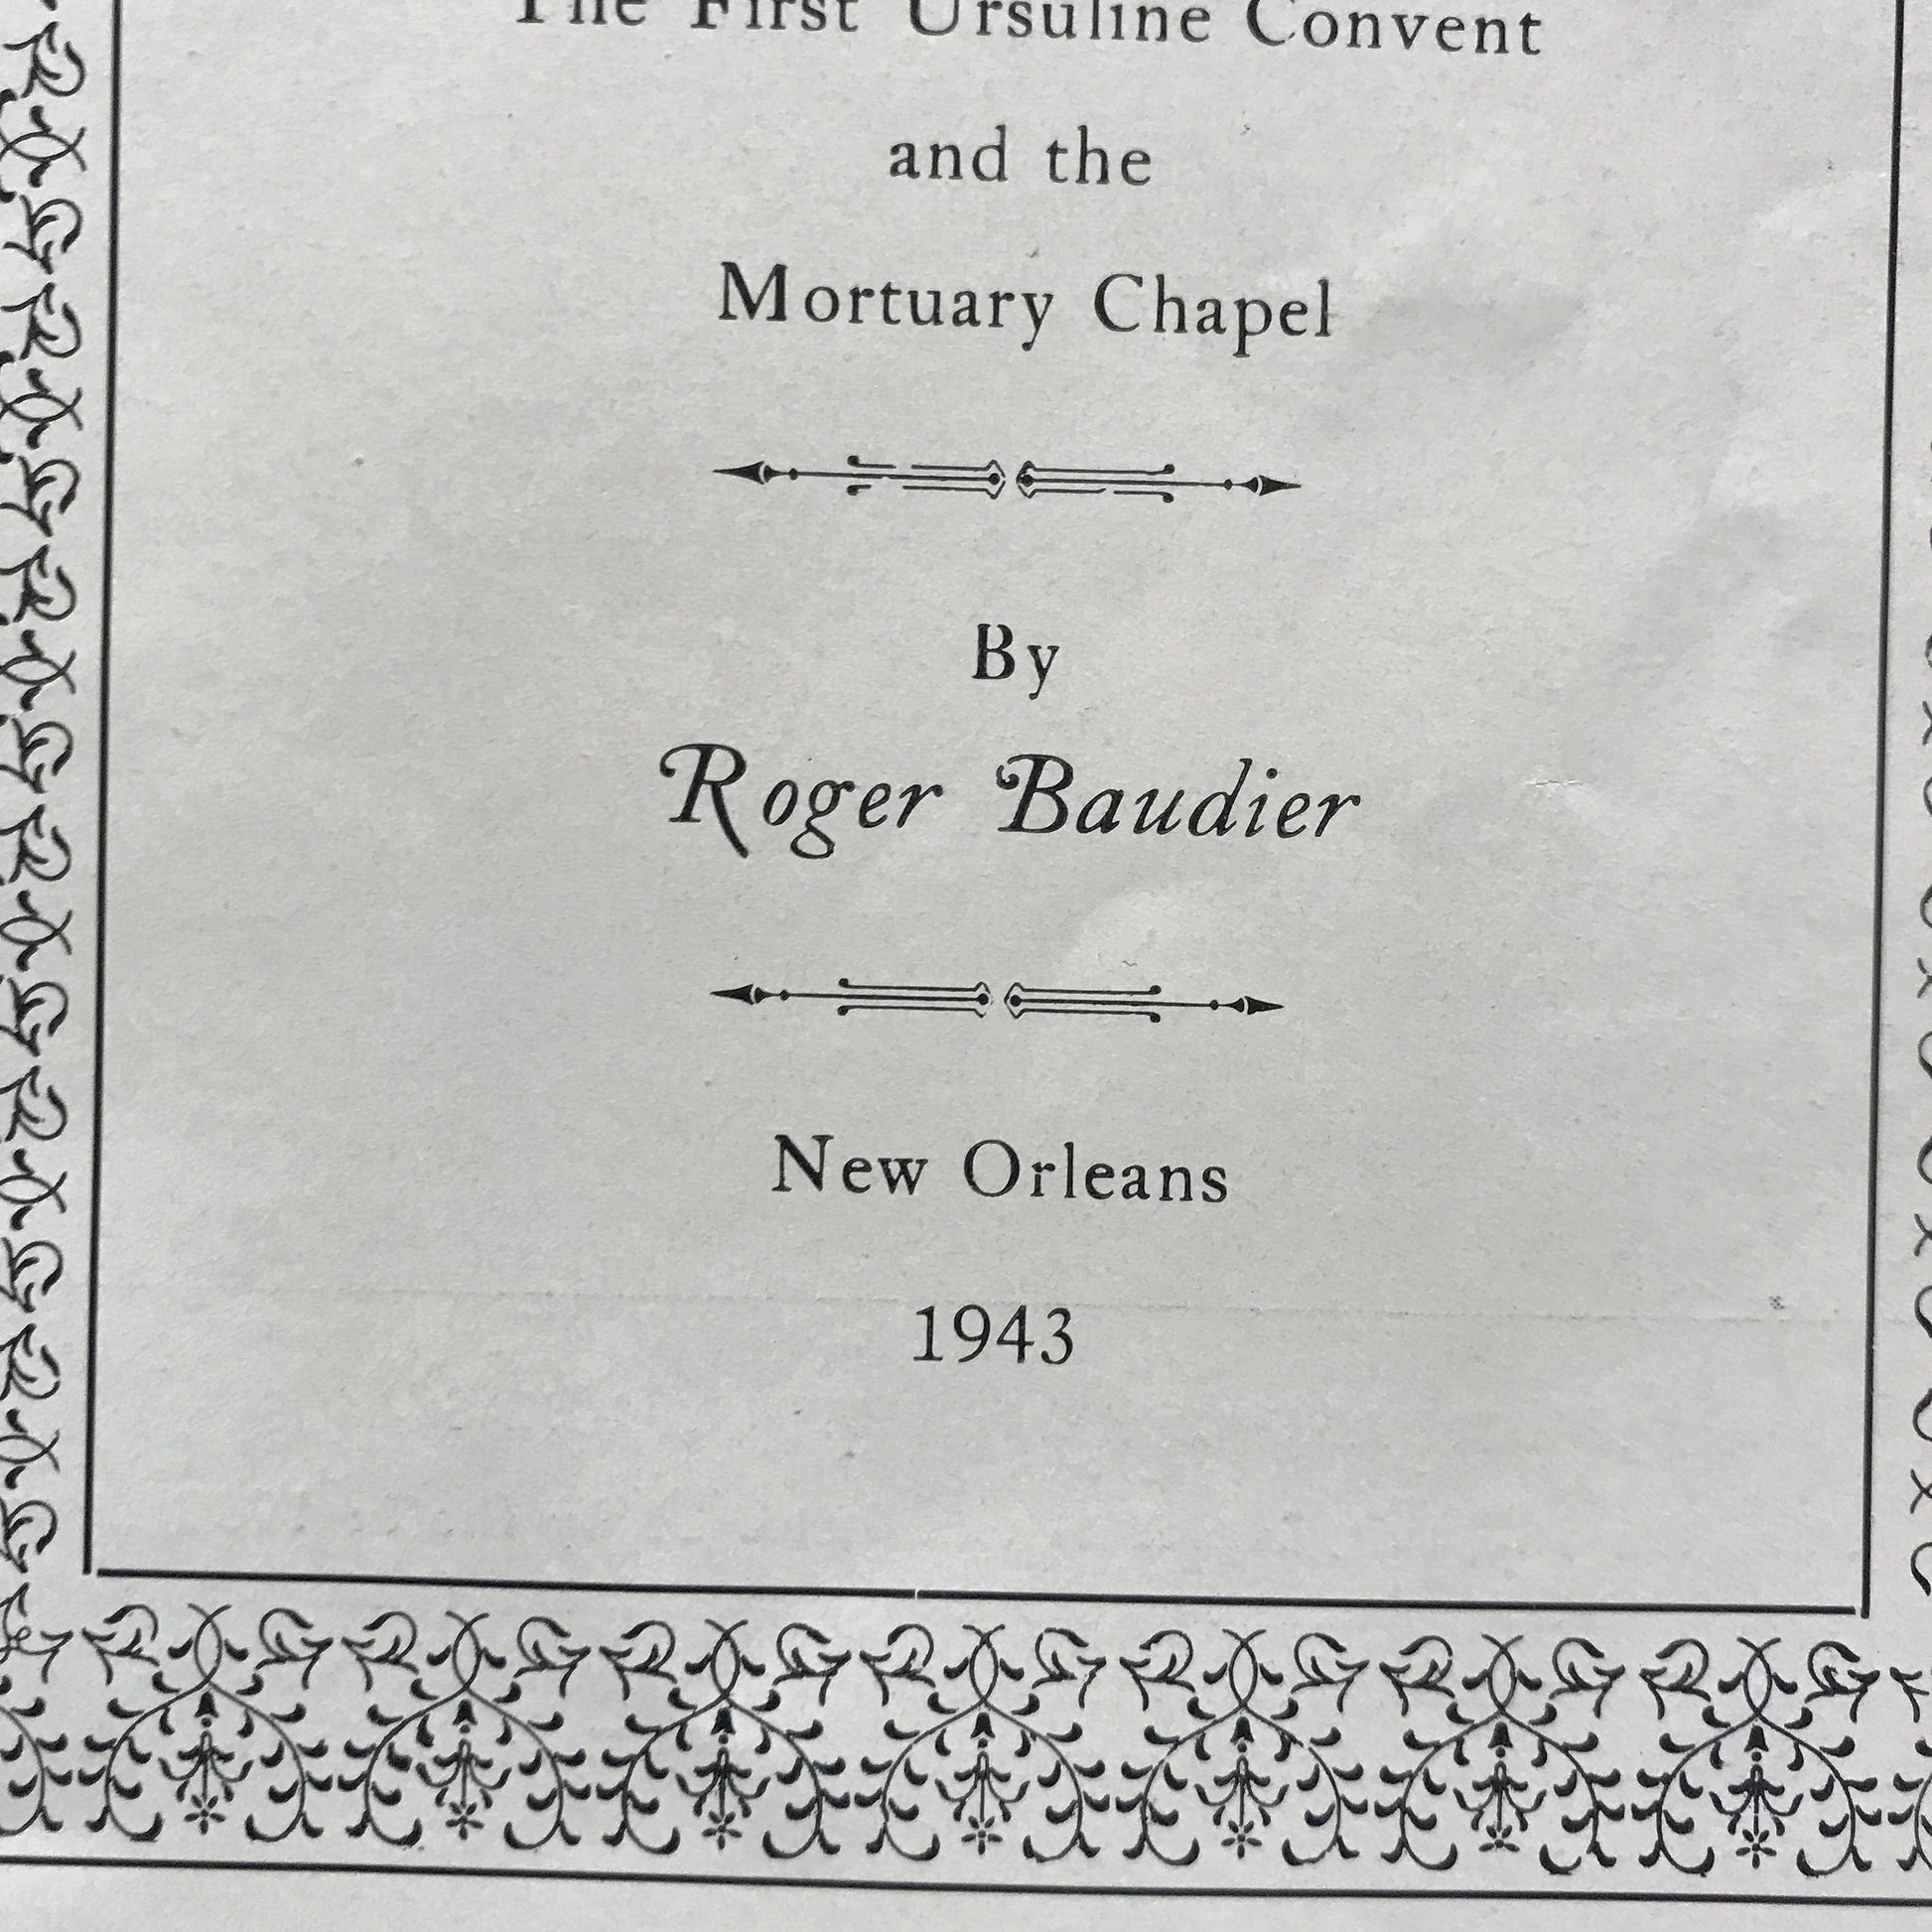 The First Ursuline Convent
and the
Mortuary Chapel
By
Roger Baudier
New Orleans
1943